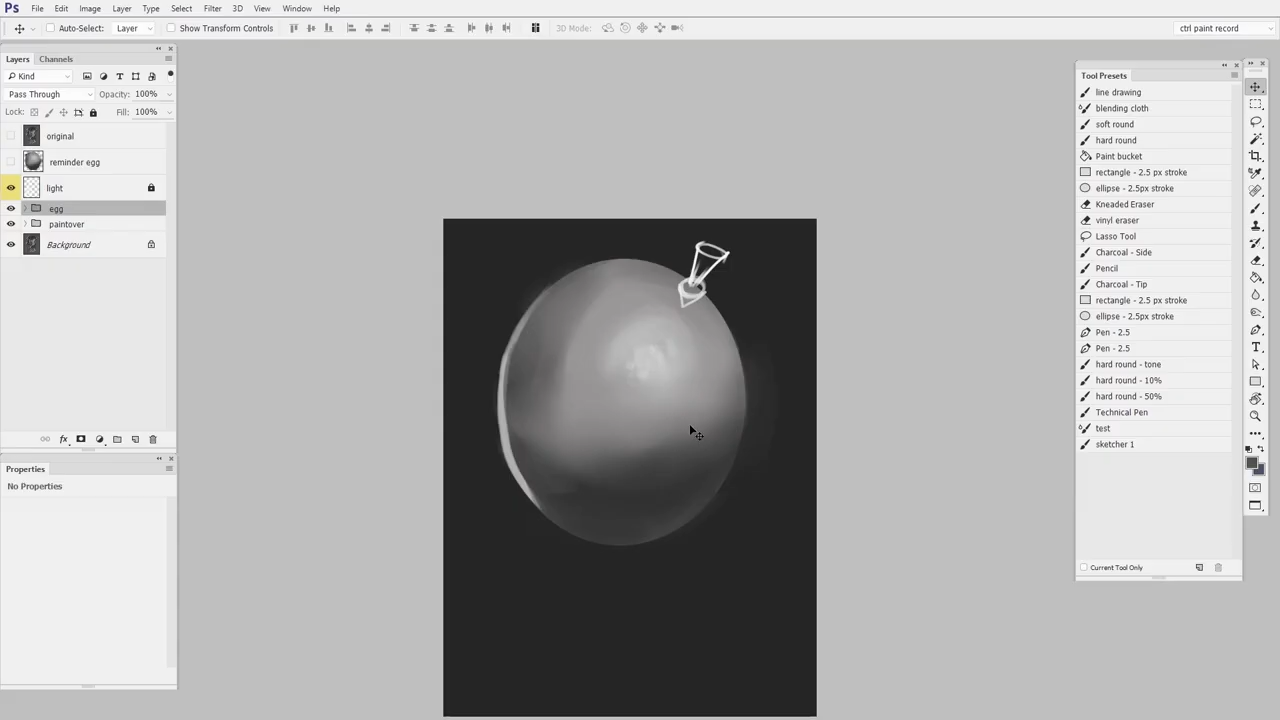 Ps File Edit Image Layer Type Select Filter 3D View Window Help
Auto-Select: Layer Show Transform Controls 3D Mode: ctrl paint record
Layers Channels
Kind
Pass Through Opacity: 100%
Lock: Fill: 100%
original
reminder egg
light
egg
paintover
Background
Properties
No Properties
Tool Presets
line drawing
blending cloth
soft round
hard round
Paint bucket
rectangle - 2.5 px stroke
ellipse - 2.5px stroke
Kneaded Eraser
vinyl eraser
Lasso Tool
Charcoal - Side
Pencil
Charcoal - Tip
rectangle - 2.5 px stroke
ellipse - 2.5px stroke
Pen - 2.5
Pen - 2.5
hard round - tone
hard round - 10%
hard round - 50%
Technical Pen
test
sketcher 1
Current Tool Only